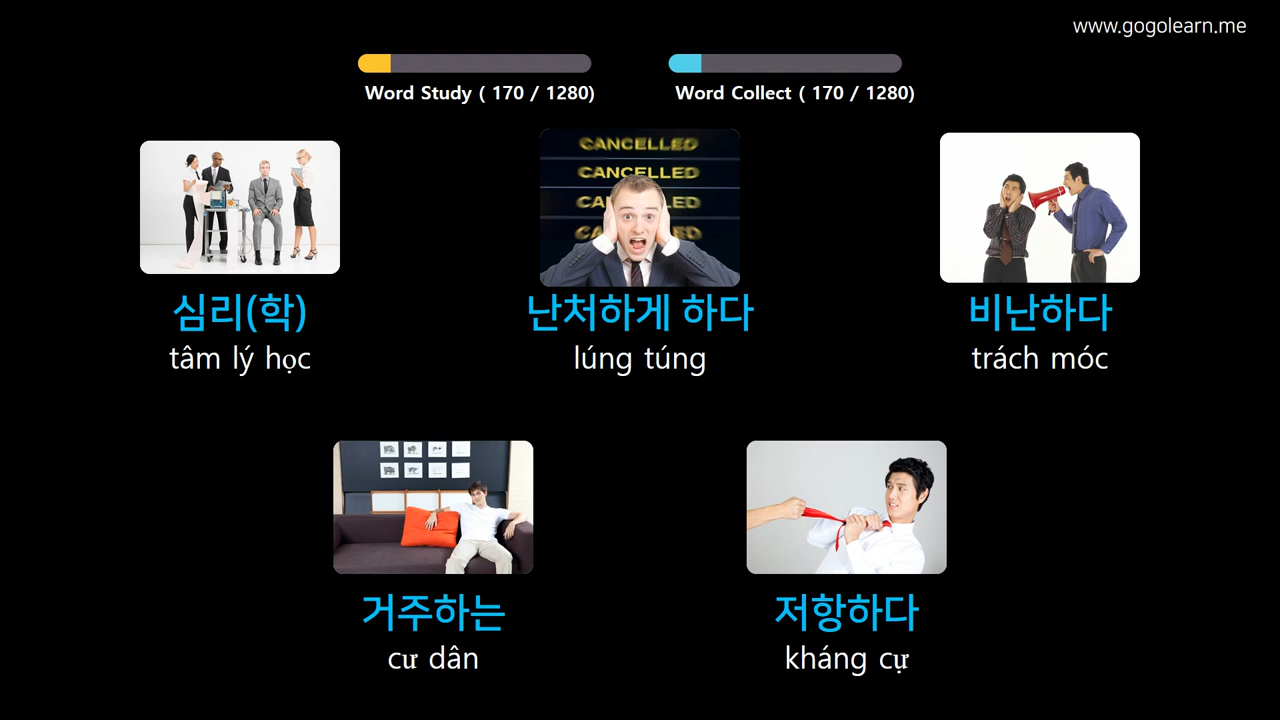 www.gogolearn.me
Word Study ( 170 / 1280)
Word Collect ( 170 / 1280)
CANCELLED
CANCELLED
심리(학)
tâm lý học
난처하게 하다
lúng túng
비난하다
trách móc
거주하는
cư dân
저항하다
kháng cự